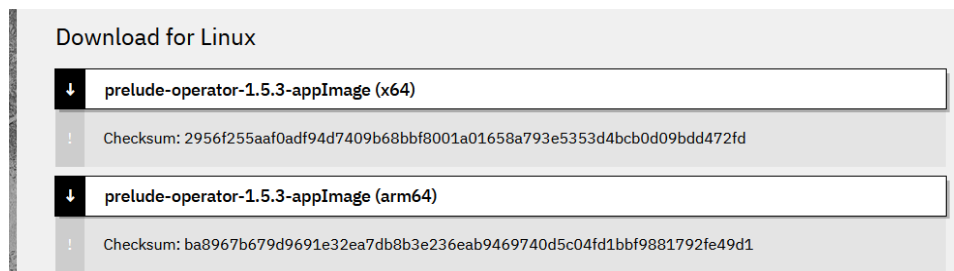 Download for Linux
↓ prelude-operator-1.5.3-appImage (x64)
! Checksum: 2956f255aaf0adf94d7409b68bbf8001a01658a793e5353d4bcb0d09bdd472fd
↓ prelude-operator-1.5.3-appImage (arm64)
! Checksum: ba8967b679d9691e32ea7db8b3e236eab9469740d5c04fd1bbf9881792fe49d1